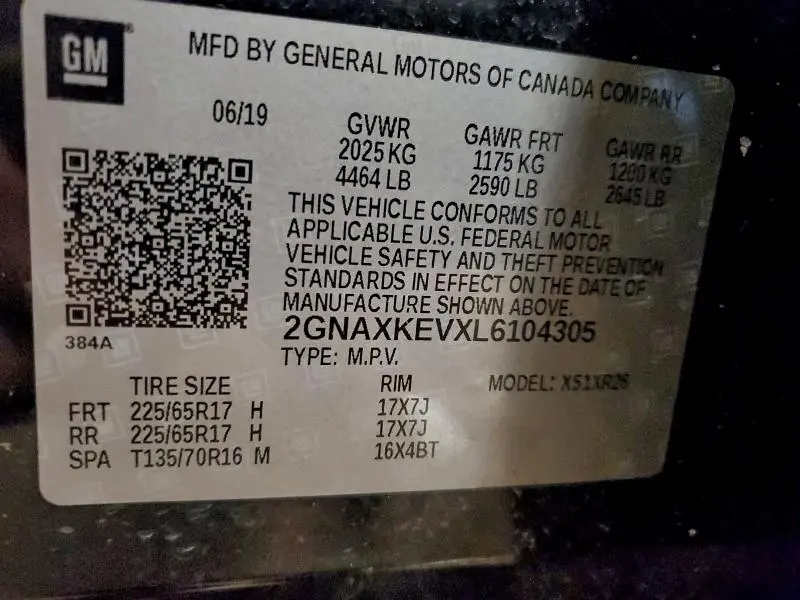 GM
MFD BY GENERAL MOTORS OF CANADA COMPANY
06/19
GVWR GAWR FRT GAWR RR
2025 KG 1175 KG 1200 KG
4464 LB 2590 LB 2645 LB
THIS VEHICLE CONFORMS TO ALL
APPLICABLE U.S. FEDERAL MOTOR
VEHICLE SAFETY AND THEFT PREVENTION
STANDARDS IN EFFECT ON THE DATE OF
MANUFACTURE SHOWN ABOVE.
2GNAXKEVXL6104305
384A
TYPE: M.P.V.
TIRE SIZE RIM MODEL: X51XR26
FRT 225/65R17 H 17X7J
RR 225/65R17 H 17X7J
SPA T135/70R16 M 16X4BT